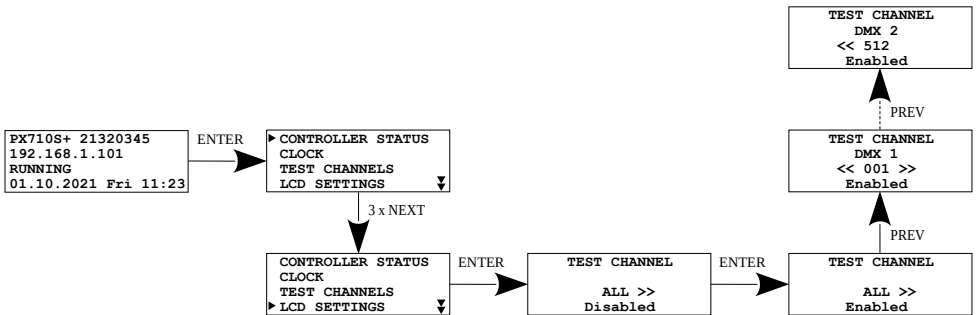 TEST CHANNEL
DMX 2
<< 512
Enabled
PREV
PX710S+ 21320345
192.168.1.101
RUNNING
01.10.2021 Fri 11:23
ENTER
CONTROLLER STATUS
CLOCK
TEST CHANNELS
LCD SETTINGS
TEST CHANNEL
DMX 1
<< 001 >>
Enabled
3 x NEXT
PREV
CONTROLLER STATUS
CLOCK
TEST CHANNELS
LCD SETTINGS
ENTER
TEST CHANNEL
ALL >>
Disabled
ENTER
TEST CHANNEL
ALL >>
Enabled